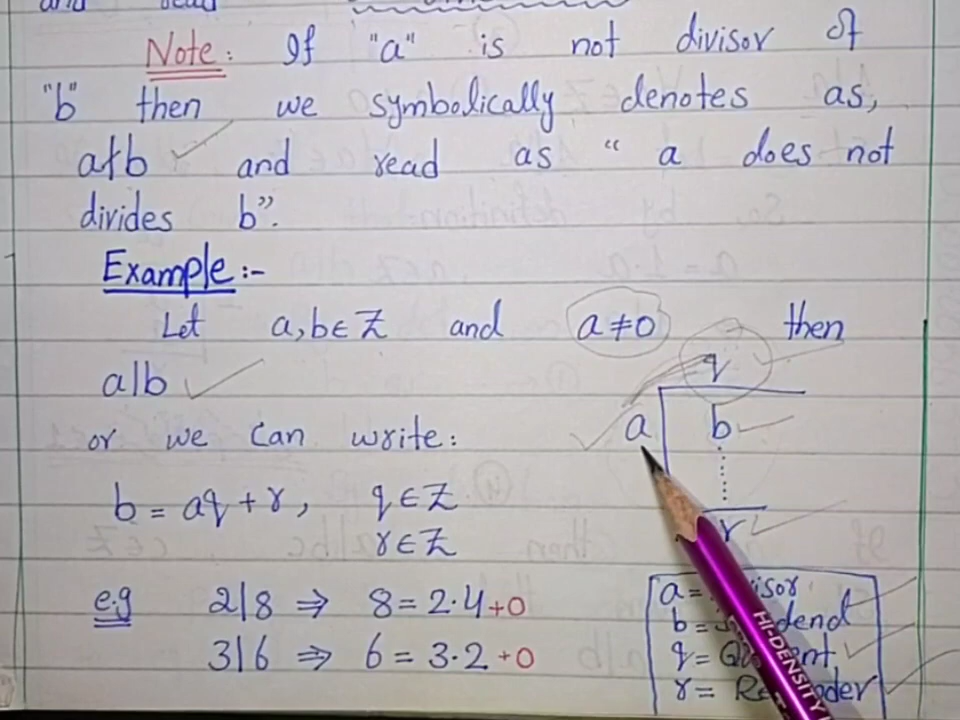 Note: If "a" is not divisor of
"b" then we symbolically denotes as,
a∤b and read as “ a does not
divides b”.
Example:-
Let a,b∈Z and a≠0 then
a|b
or we can write:
b = aq + r, q∈Z
r∈Z
e.g 2|8 ⇒ 8 = 2·4+0
3|6 ⇒ 6 = 3·2+0
q
a b
r
a =
b =
q =
r =
HI-DENSITY